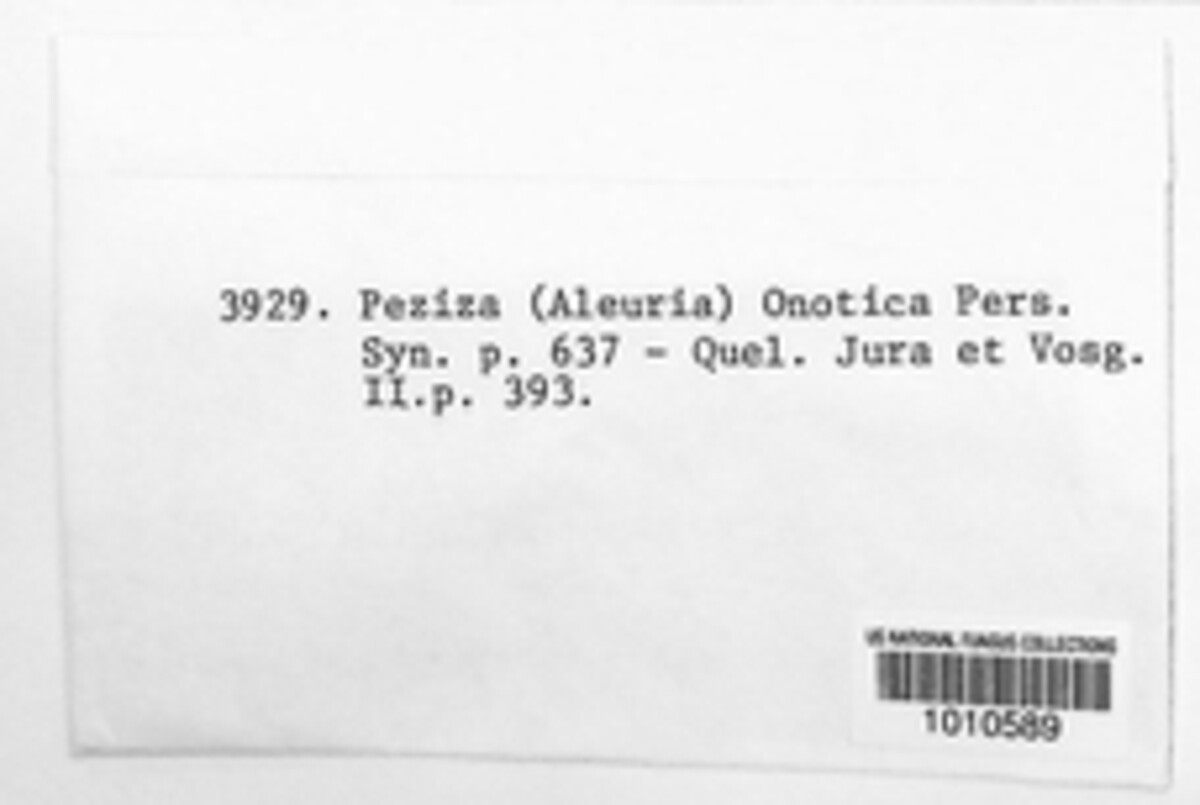 3929. Peziza (Aleuria) Onotica Pers.
Syn. p. 637 - Quel. Jura et Vosg.
II.p. 393.
US NATIONAL FUNGUS COLLECTIONS
1010589